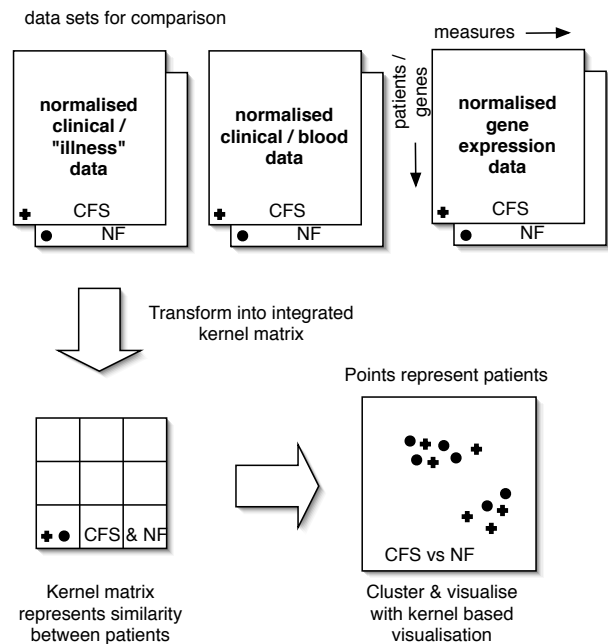 data sets for comparison
measures
patients /
genes
normalised
clinical /
"illness"
data
CFS
NF
normalised
clinical / blood
data
CFS
NF
normalised
gene
expression
data
CFS
NF
Transform into integrated
kernel matrix
Points represent patients
CFS & NF
CFS vs NF
Kernel matrix
represents similarity
between patients
Cluster & visualise
with kernel based
visualisation